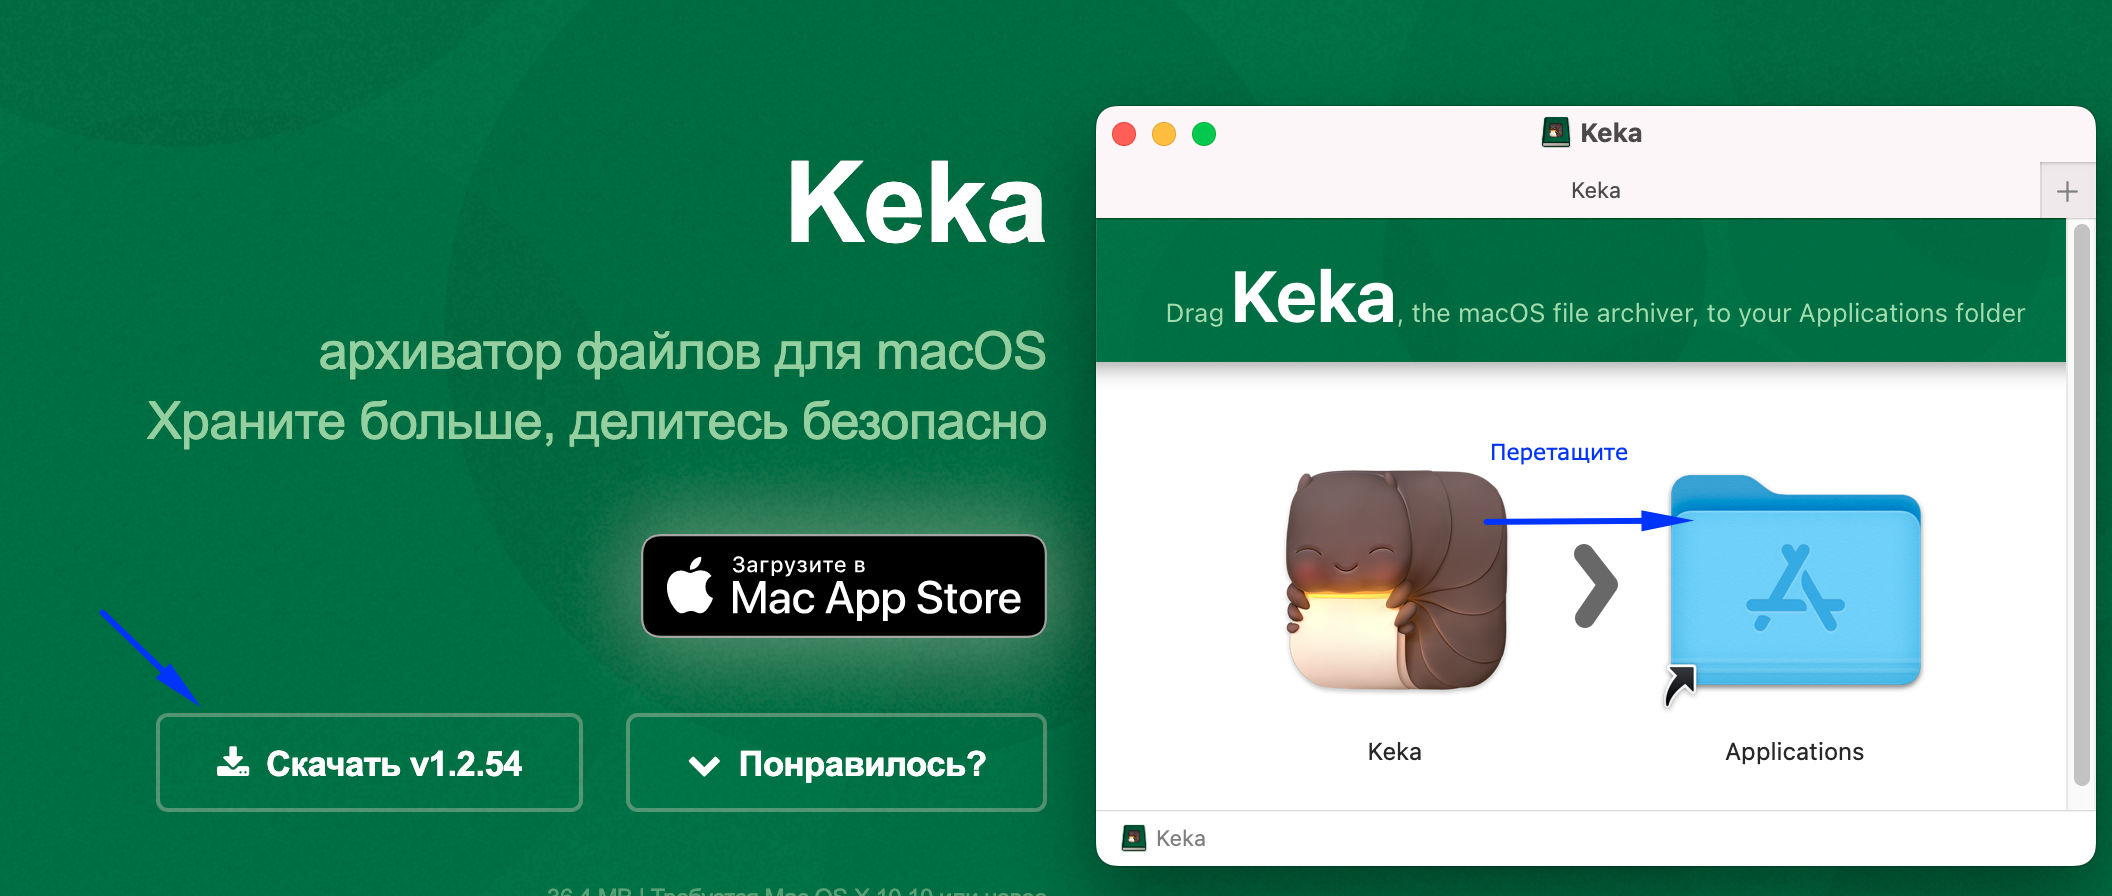 Keka
архиватор файлов для macOS
Храните больше, делитесь безопасно
Загрузите в
Mac App Store
Скачать v1.2.54
Понравилось?
Keka
Keka
Drag Keka, the macOS file archiver, to your Applications folder
Перетащите
Keka
Applications
Keka